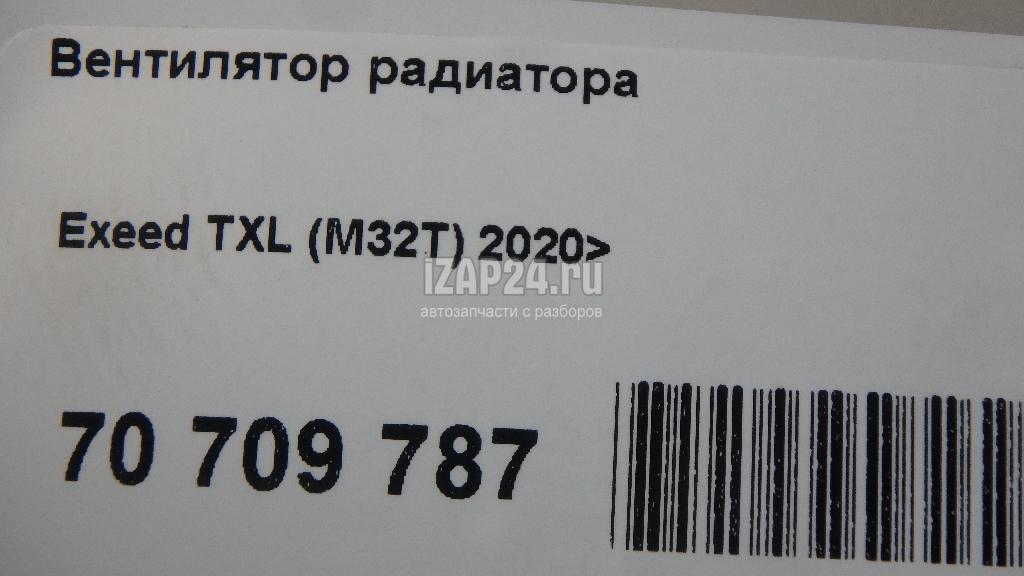 Вентилятор радиатора
Exeed TXL (M32T) 2020>
iZAP24.ru
автозапчасти с разборов
70 709 787